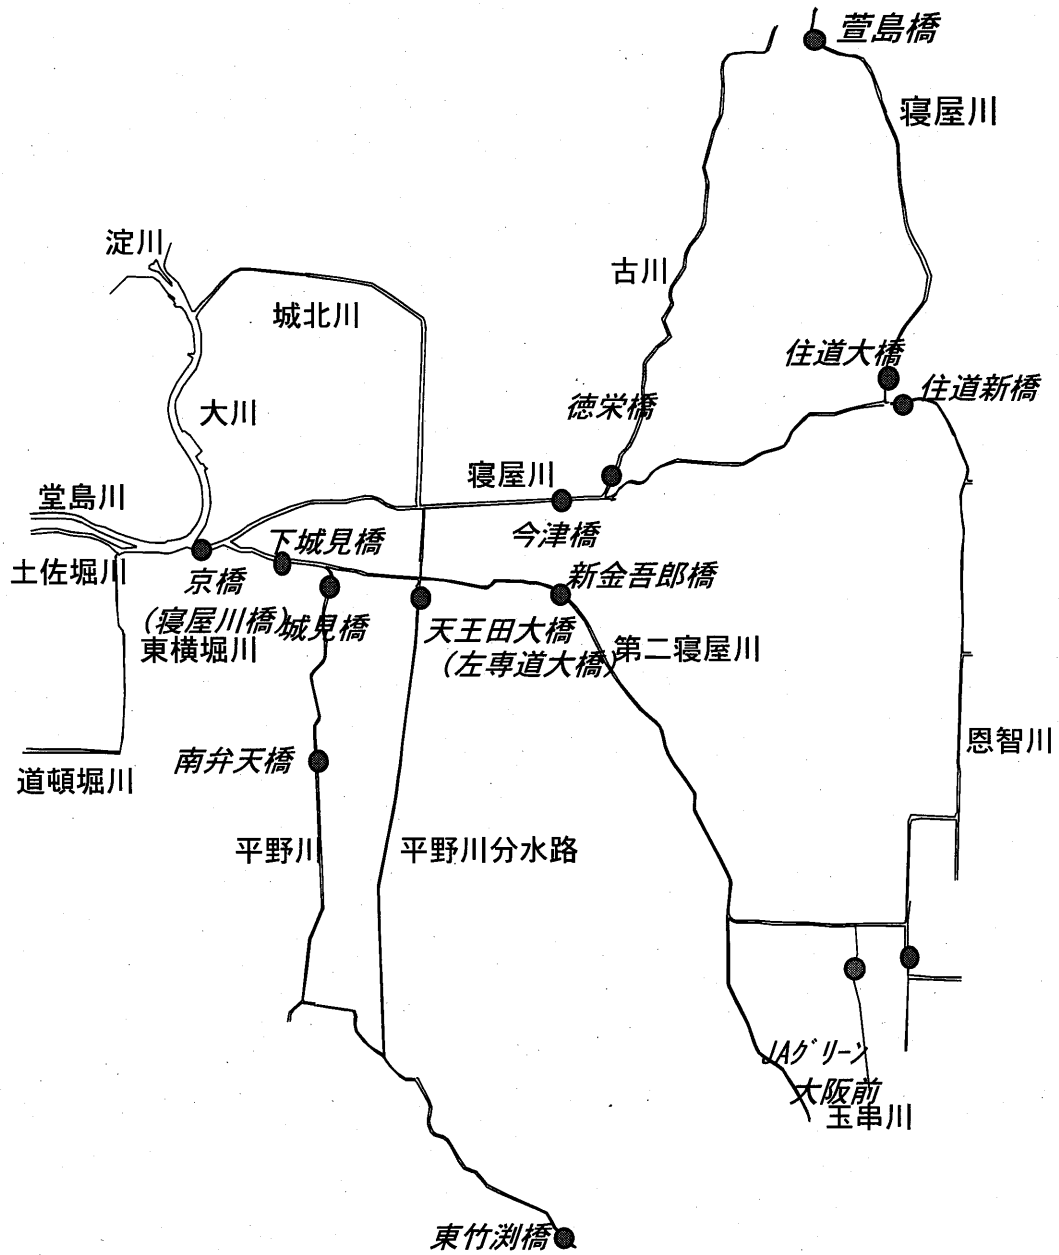 萱島橋
寝屋川
淀川
古川
城北川
住道大橋
住道新橋
徳栄橋
大川
寝屋川
堂島川
今津橋
下城見橋
土佐堀川
京橋
(寝屋川橋)
城見橋
新金吾郎橋
天王田大橋
(左専道大橋)
東横堀川
第二寝屋川
恩智川
南弁天橋
道頓堀川
平野川
平野川分水路
JAグリーン
大阪前
玉串川
東竹渕橋